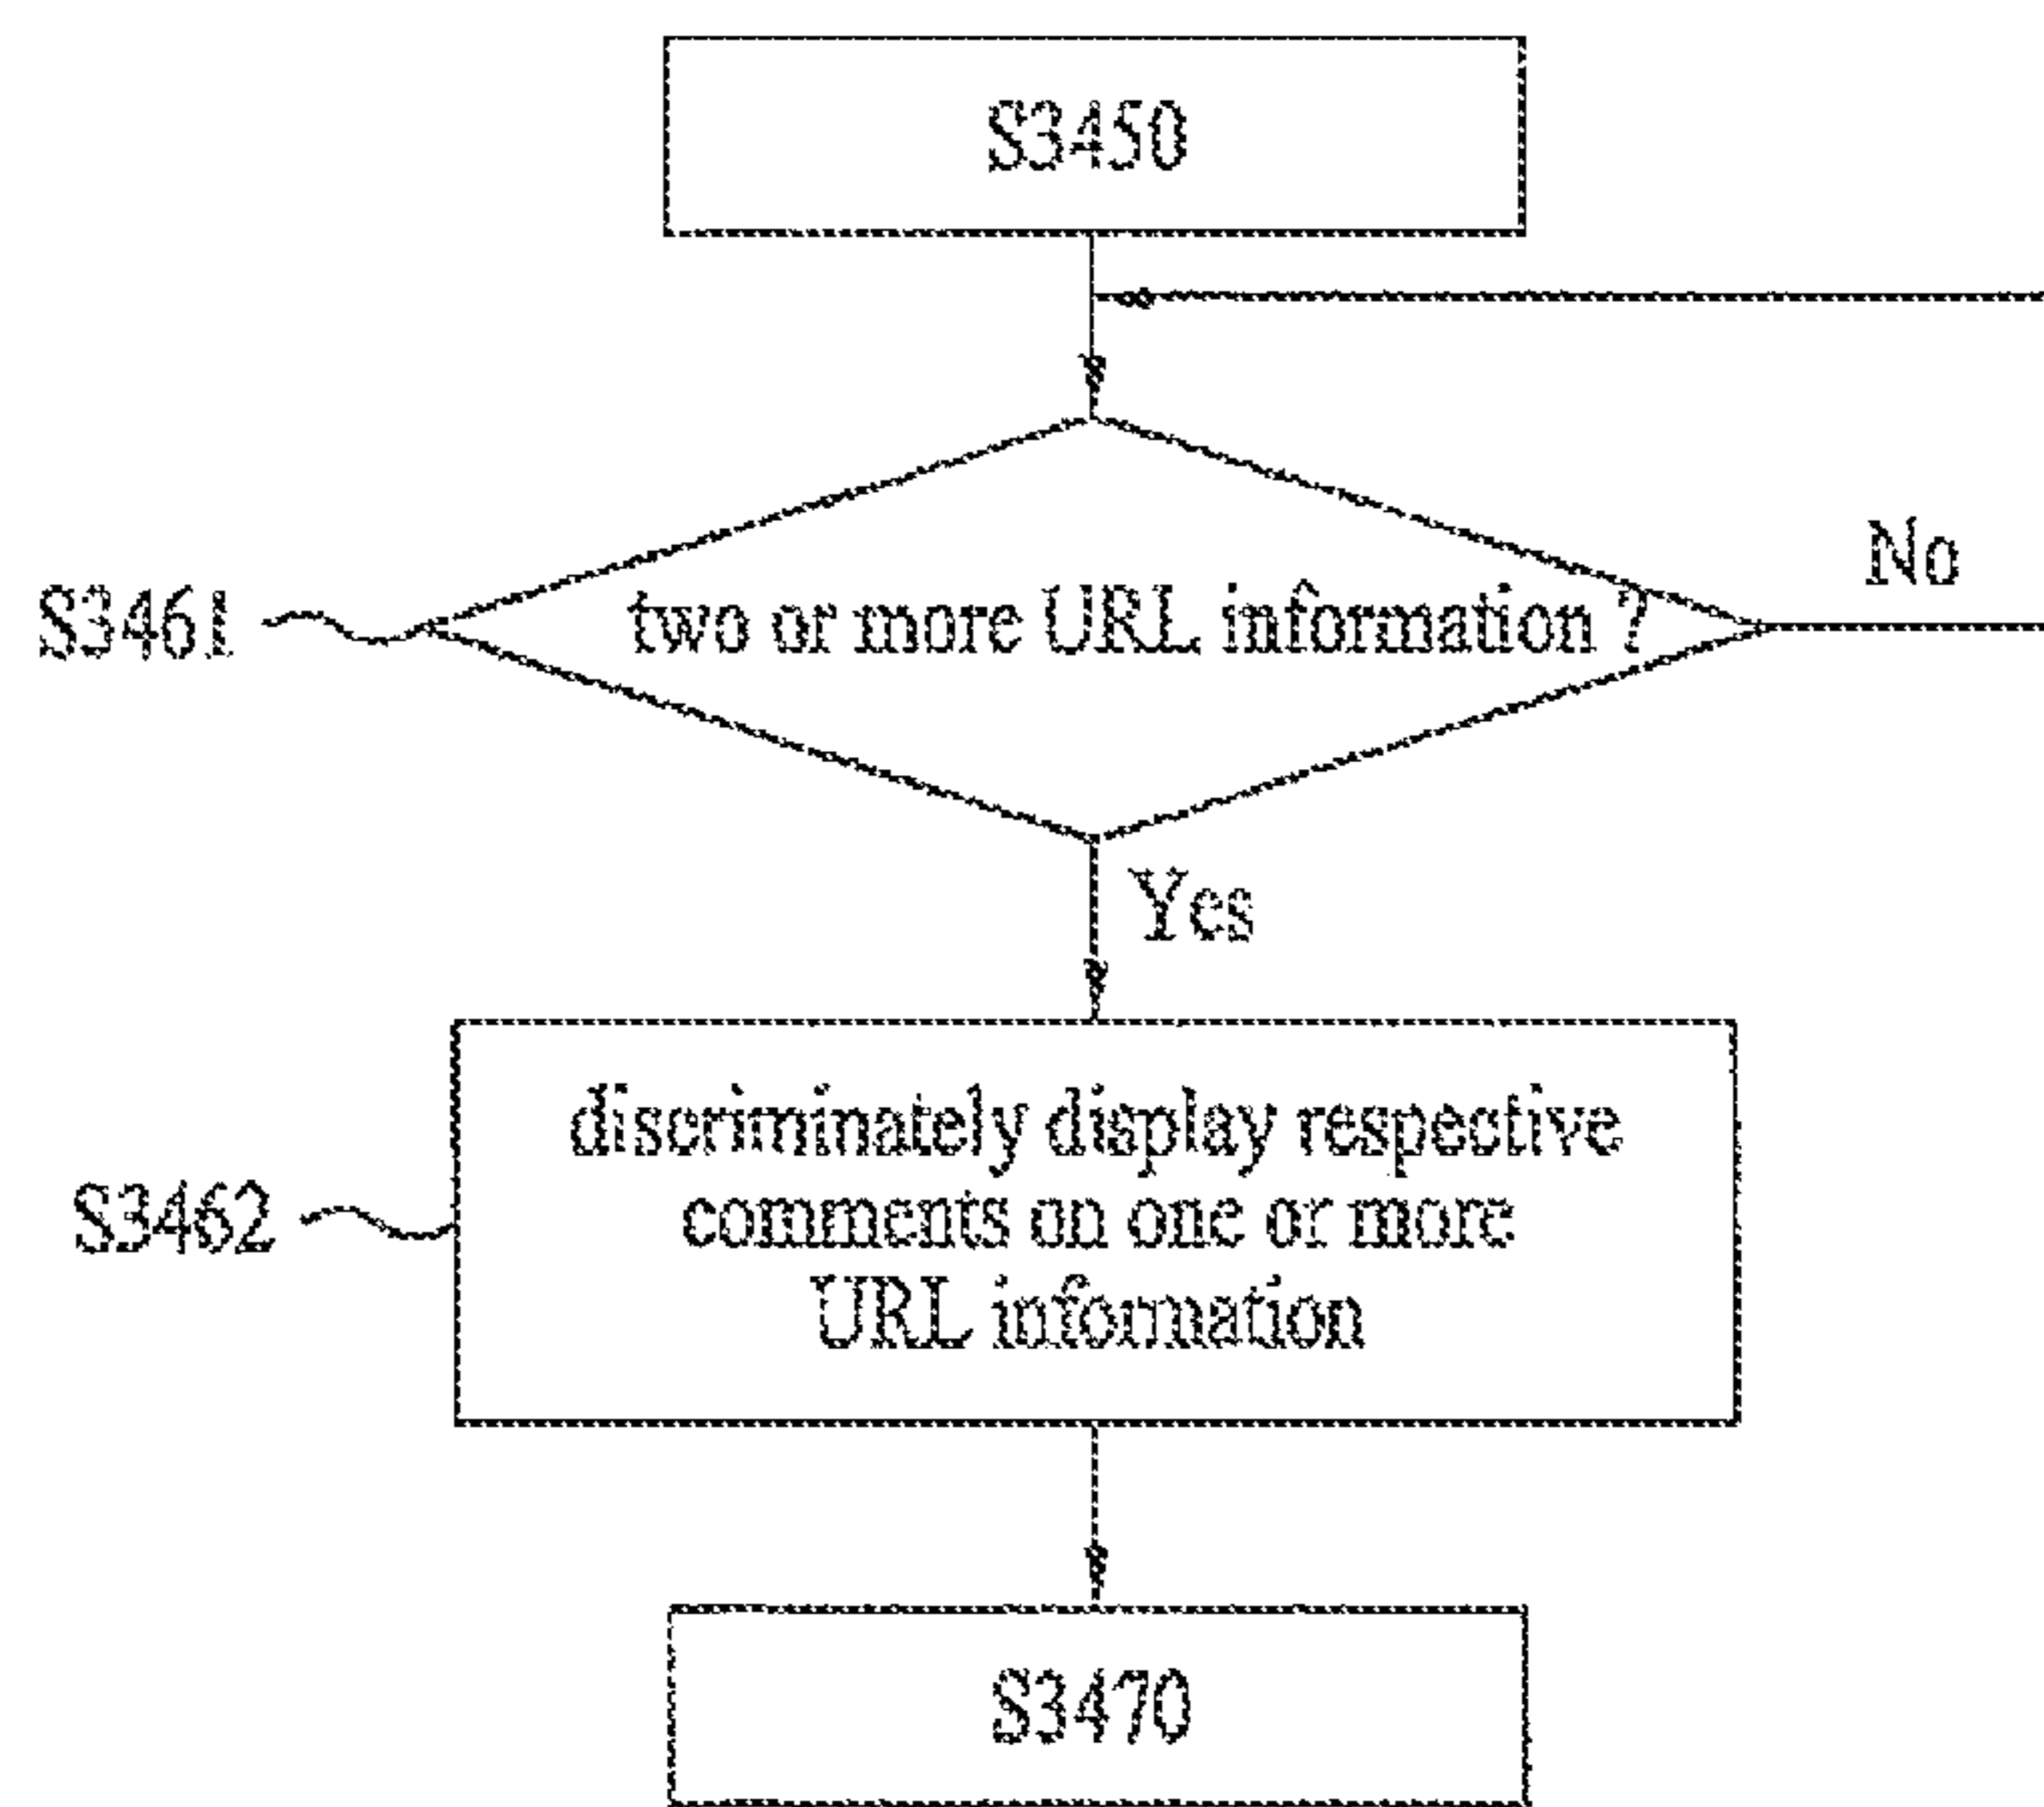 S3450
No
S3461
two or more URL information ?
Yes
discriminately display respective
S3462
comments on one or more
URL information
S3470